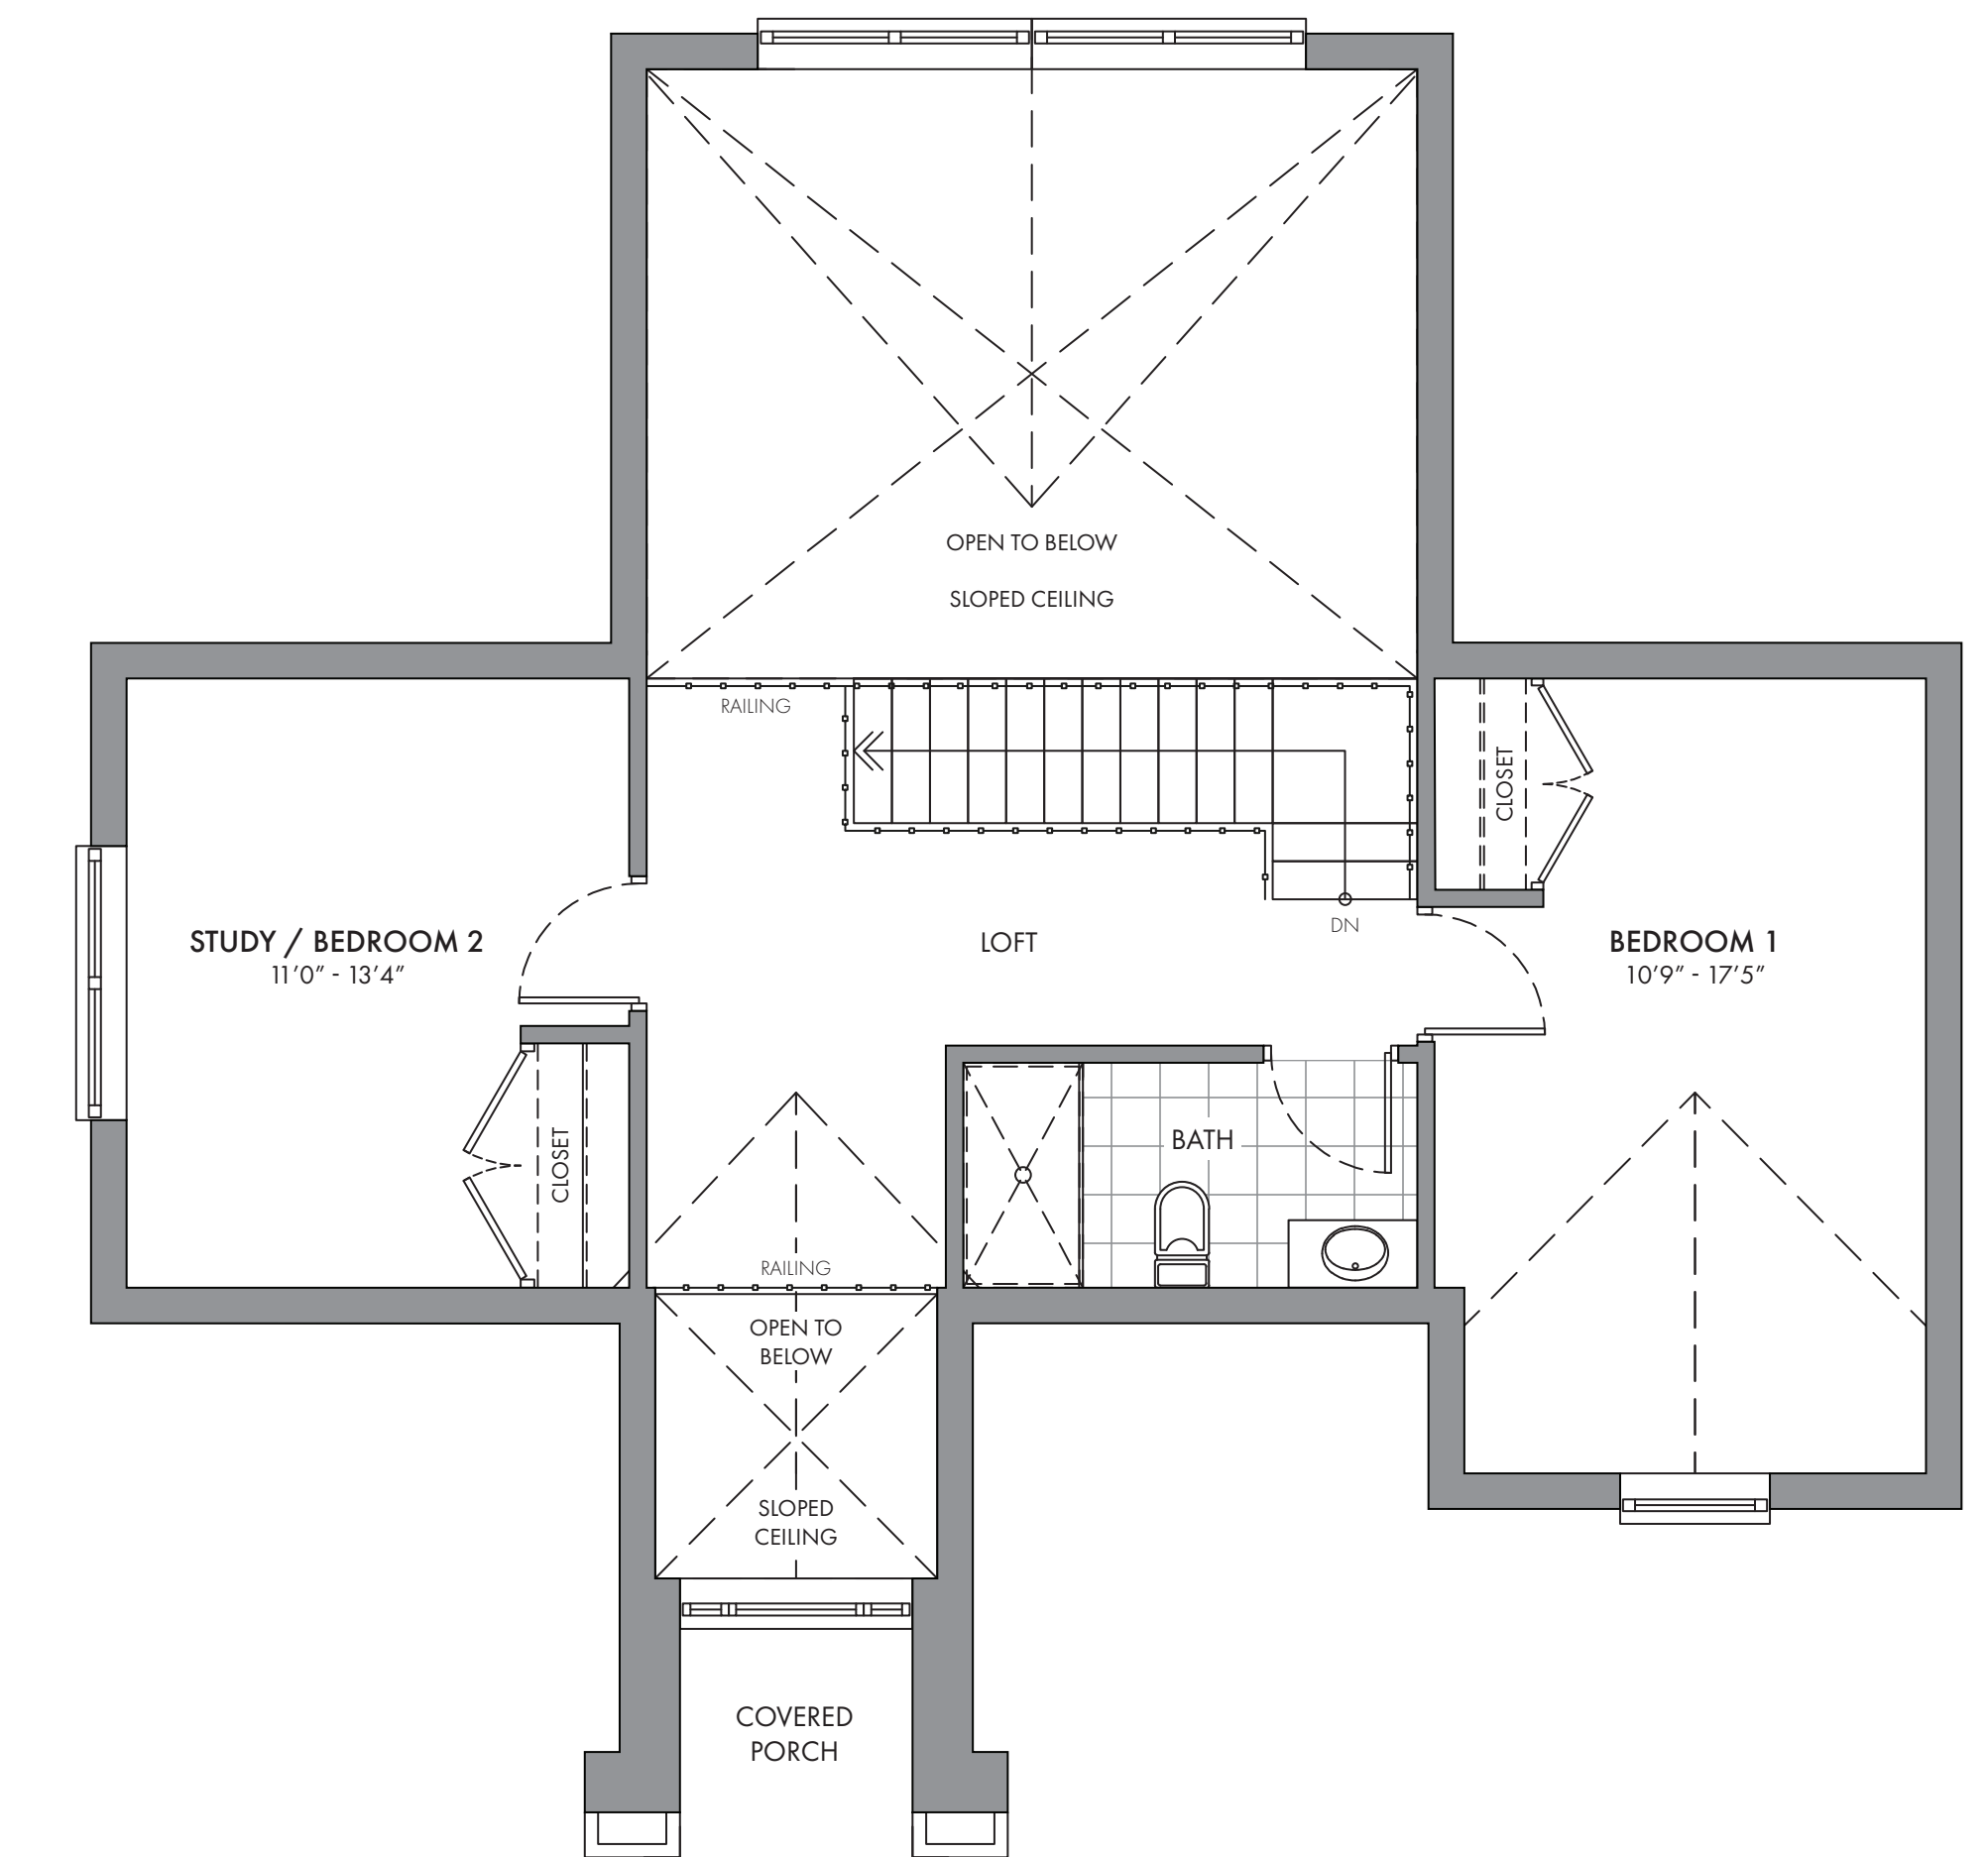 OPEN TO BELOW
SLOPED CEILING
RAILING
CLOSET
DN
STUDY / BEDROOM 2
11’0” - 13’4”
LOFT
BEDROOM 1
10’9” - 17’5”
CLOSET
BATH
RAILING
OPEN TO
BELOW
SLOPED
CEILING
COVERED
PORCH